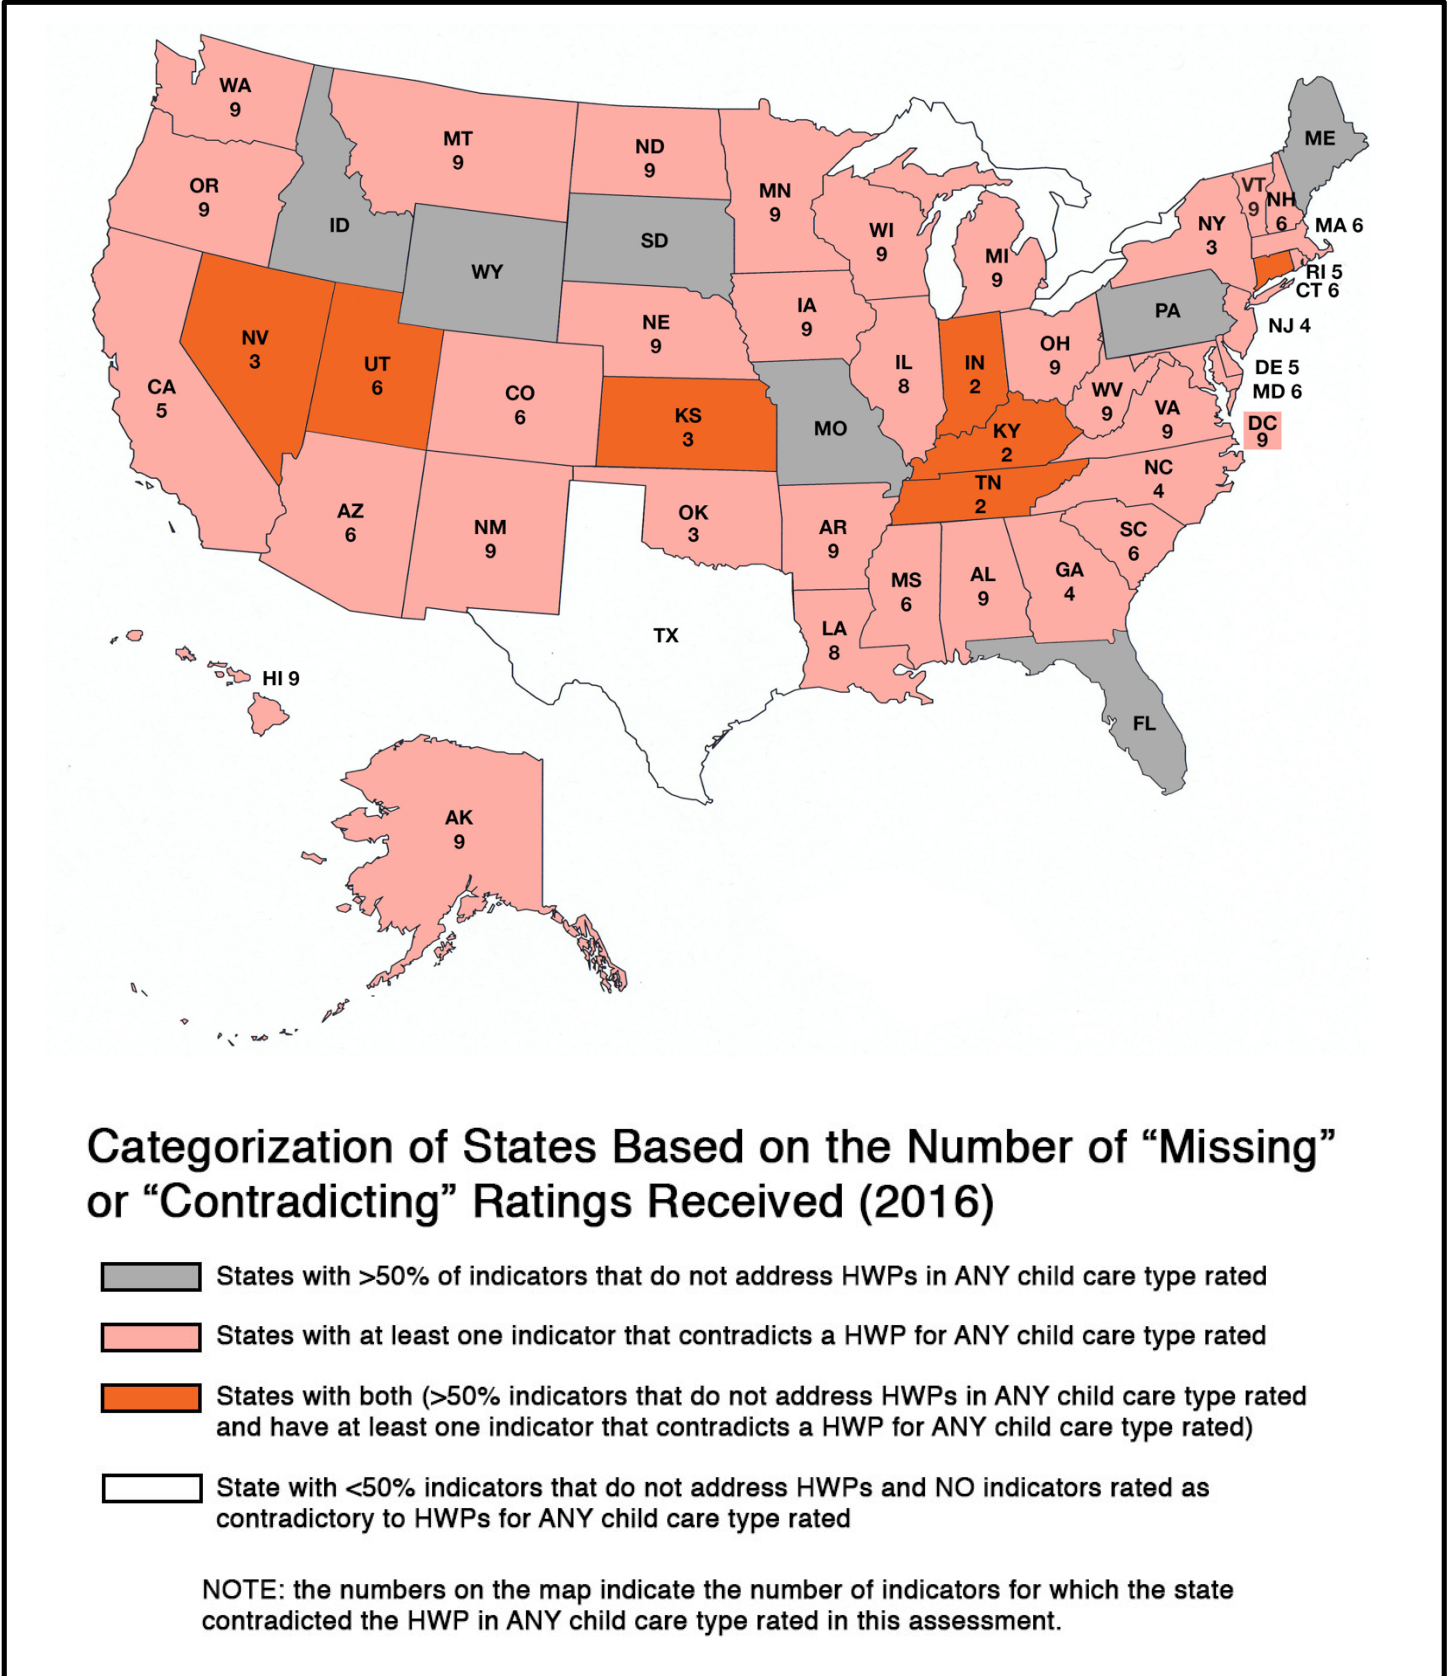 WA
9
MT
9
ND
9
MN
9
OR
9
ID
WY
SD
WI
9
MI
9
NY
3
VT
9
NH
6
ME
MA 6
RI 5
CT 6
NJ 4
PA
DE 5
MD 6
DC
9
NV
3
UT
6
CA
5
CO
6
NE
9
IA
9
IL
8
IN
2
OH
9
WV
9
VA
9
KS
3
MO
KY
2
TN
2
NC
4
AZ
6
NM
9
OK
3
AR
9
SC
6
MS
6
AL
9
GA
4
LA
8
TX
FL
HI 9
AK
9
Categorization of States Based on the Number of “Missing”
or “Contradicting” Ratings Received (2016)
States with >50% of indicators that do not address HWPs in ANY child care type rated
States with at least one indicator that contradicts a HWP for ANY child care type rated
States with both (>50% indicators that do not address HWPs in ANY child care type rated
and have at least one indicator that contradicts a HWP for ANY child care type rated)
State with <50% indicators that do not address HWPs and NO indicators rated as
contradictory to HWPs for ANY child care type rated
NOTE: the numbers on the map indicate the number of indicators for which the state
contradicted the HWP in ANY child care type rated in this assessment.